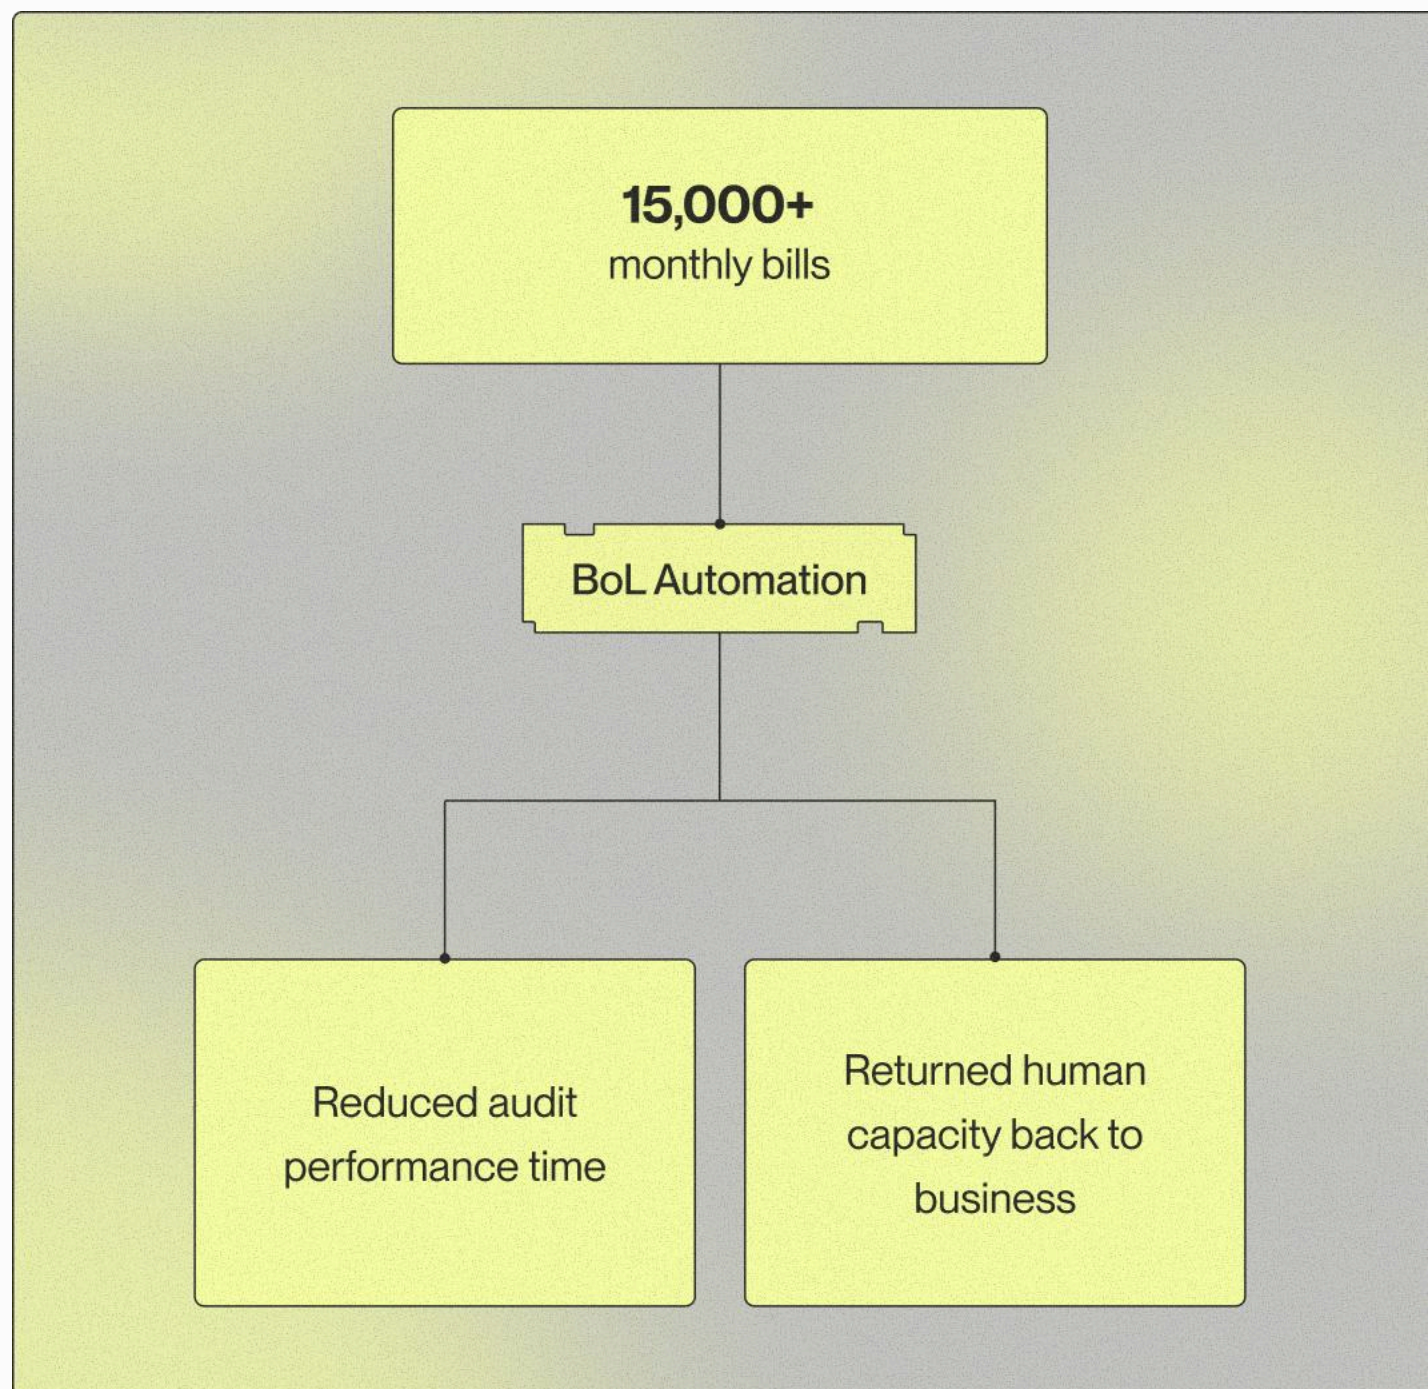 15,000+
monthly bills
BoL Automation
Reduced audit
performance time
Returned human
capacity back to
business